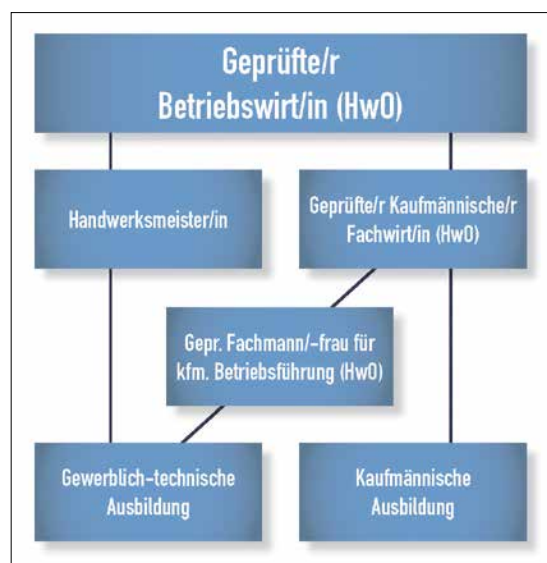 Geprüfte/r
Betriebswirt/in (HwO)
Handwerksmeister/in
Geprüfte/r Kaufmännische/r
Fachwirt/in (HwO)
Gepr. Fachmann/-frau für
kfm. Betriebsführung (HwO)
Gewerblich-technische
Ausbildung
Kaufmännische
Ausbildung